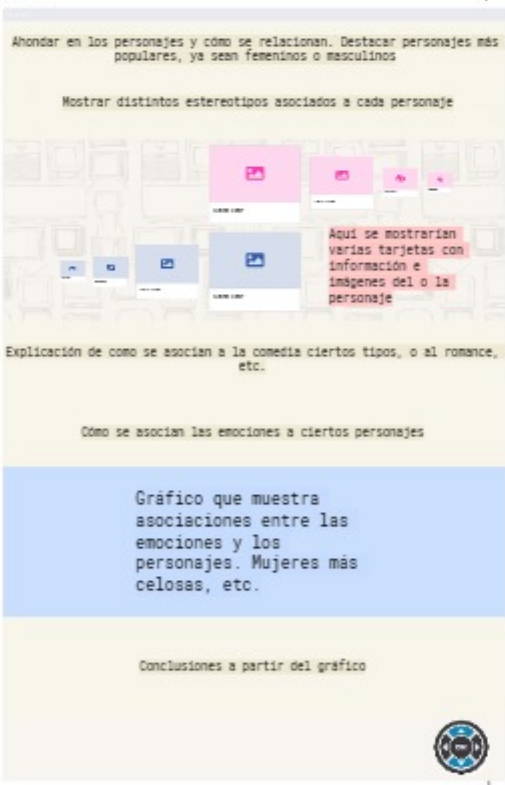 Ahondar en los personajes y cómo se relacionan. Destacar personajes más
populares, ya sean femeninos o masculinos
Mostrar distintos estereotipos asociados a cada personaje
Aquí se mostrarían
varias tarjetas con
información e
imágenes del o la
personaje
Explicación de como se asocian a la comedia ciertos tipos, o al romance,
etc.
Cómo se asocian las emociones a ciertos personajes
Gráfico que muestra
asociaciones entre las
emociones y los
personajes. Mujeres más
celosas, etc.
Conclusiones a partir del gráfico